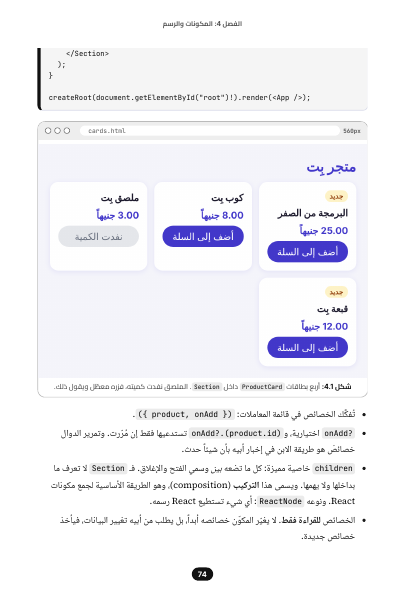 الفصل 4: المكونات والرسم
</Section>
);
}
createRoot(document.getElementById("root")!).render(<App />);
cards.html
560px
متجر بِت
جديد
البرمجة من الصفر
25.00 جنيهاً
أضف إلى السلة
كوب بِت
8.00 جنيهاً
أضف إلى السلة
ملصق بِت
3.00 جنيهاً
نفدت الكمية
جديد
قبعة بِت
12.00 جنيهاً
أضف إلى السلة
شكل 4.1: أربع بطاقات ProductCard داخل Section. الملصق نفدت كميته، فزره معطّل ويقول ذلك.
• تُفكَّك الخصائص في قائمة المعاملات: ({ product, onAdd }).
• onAdd? اختيارية، و onAdd?.(product.id) تستدعيها فقط إن مُرّرت. وتمرير الدوال
خصائصَ هو طريقة الابن في إخبار أبيه بأن شيئاً حدث.
• children خاصية مميزة: كل ما تضعه بين وسمي الفتح والإغلاق. فـ Section لا تعرف ما
بداخلها ولا يهمها. ويسمى هذا التركيب (composition)، وهو الطريقة الأساسية لجمع مكونات
React. ونوعه ReactNode: أي شيء تستطيع React رسمه.
• الخصائص للقراءة فقط. لا يغيّر المكوّن خصائصه أبداً، بل يطلب من أبيه تغيير البيانات، فيأخذ
خصائص جديدة.
74